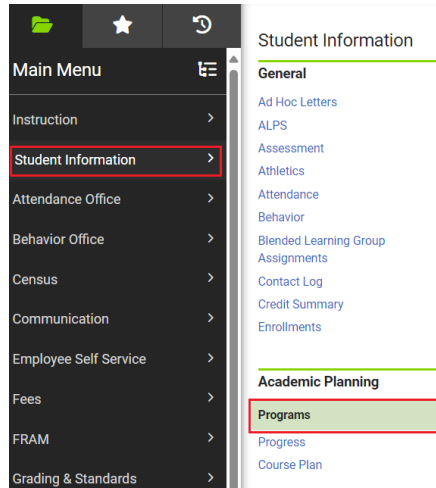 Main Menu
Instruction
Student Information
Attendance Office
Behavior Office
Census
Communication
Employee Self Service
Fees
FRAM
Grading & Standards
Student Information
General
Ad Hoc Letters
ALPS
Assessment
Athletics
Attendance
Behavior
Blended Learning Group
Assignments
Contact Log
Credit Summary
Enrollments
Academic Planning
Programs
Progress
Course Plan